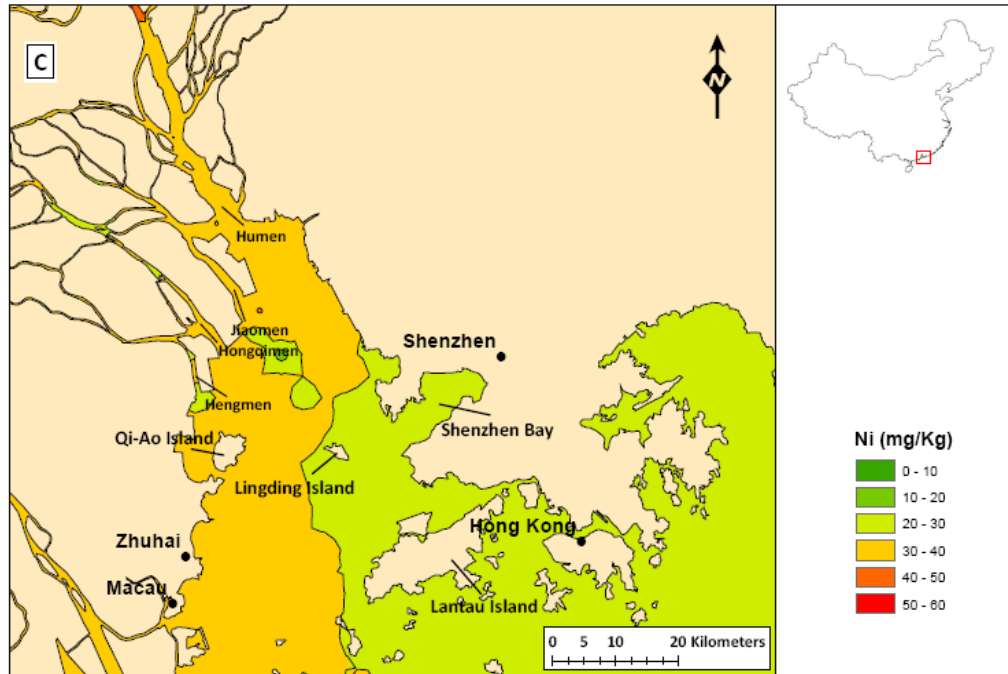 C
N
Humen
Jiaomen
Hongqimen
Shenzhen
Hengmen
Shenzhen Bay
Qi-Ao Island
Lingding Island
Hong Kong
Zhuhai
Macau
Lantau Island
0 5 10 20 Kilometers
Ni (mg/Kg)
0 - 10
10 - 20
20 - 30
30 - 40
40 - 50
50 - 60